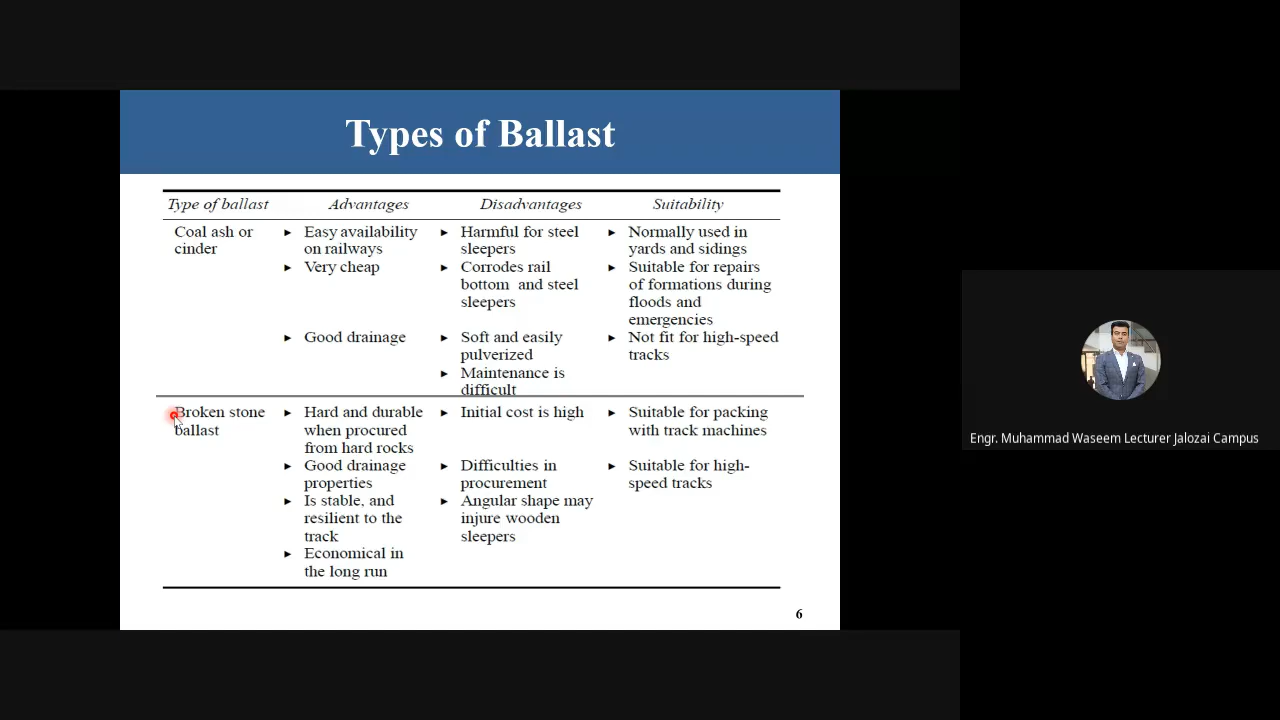 Types of Ballast
Type of ballast Advantages Disadvantages Suitability
Coal ash or ► Easy availability ► Harmful for steel ► Normally used in
cinder on railways sleepers yards and sidings
► Very cheap ► Corrodes rail ► Suitable for repairs
bottom and steel of formations during
sleepers floods and
emergencies
► Good drainage ► Soft and easily ► Not fit for high-speed
pulverized tracks
► Maintenance is
difficult
Broken stone ► Hard and durable ► Initial cost is high ► Suitable for packing
ballast when procured with track machines
from hard rocks
► Good drainage ► Difficulties in ► Suitable for high-
properties procurement speed tracks
► Is stable, and ► Angular shape may
resilient to the injure wooden
track sleepers
► Economical in
the long run
6
Engr. Muhammad Waseem Lecturer Jalozai Campus